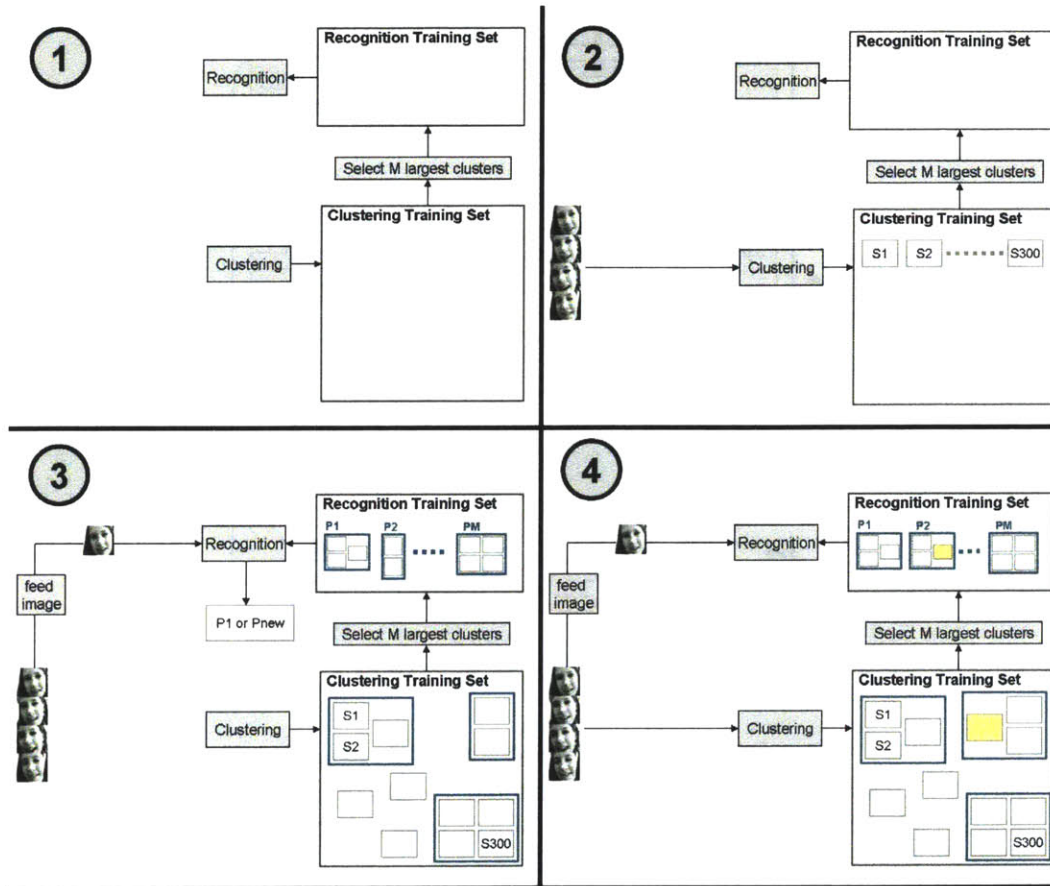 1
Recognition Training Set
Recognition
Select M largest clusters
Clustering Training Set
Clustering
2
Recognition Training Set
Recognition
Select M largest clusters
Clustering Training Set
S1 S2 S300
Clustering
3
Recognition Training Set
P1 P2 PM
Recognition
feed
image
P1 or Pnew
Select M largest clusters
Clustering Training Set
S1
Clustering
S2
S300
4
Recognition Training Set
P1 P2 PM
Recognition
feed
image
Select M largest clusters
Clustering Training Set
S1
Clustering
S2
S300